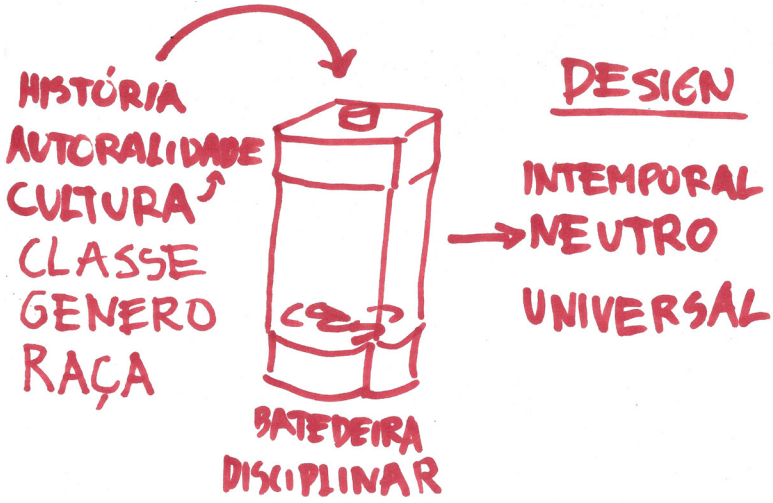 HISTÓRIA
AUTORALIDADE
CULTURA
CLASSE
GENERO
RAÇA
BATEDEIRA
DISCIPLINAR
DESIGN
INTEMPORAL
NEUTRO
UNIVERSAL